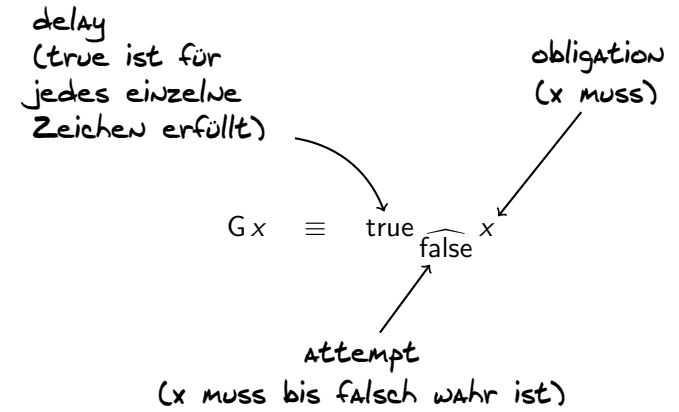 delay
(true ist für
jedes einzelne
Zeichen erfüllt)
obligation
(x muss)
G x ≡ true false x
attempt
(x muss bis falsch wahr ist)